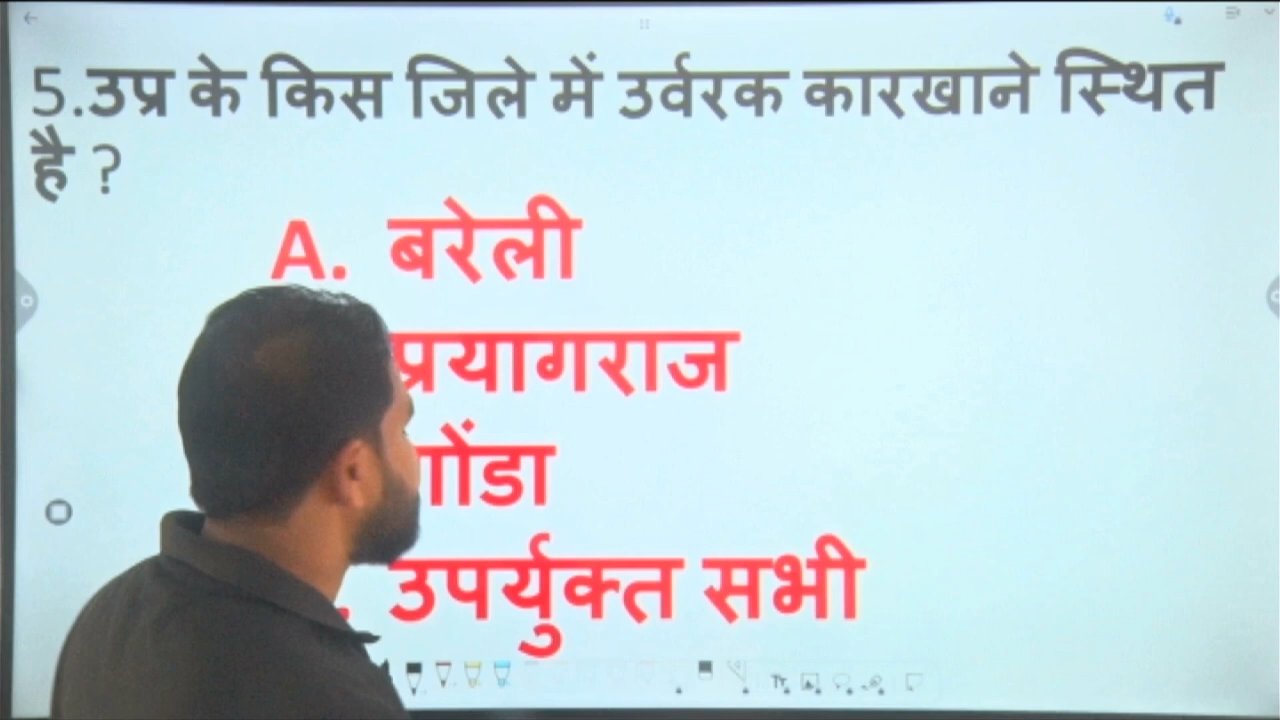 5.उप्र के किस जिले में उर्वरक कारखाने स्थित
है ?
A. बरेली
प्रयागराज
गोंडा
उपर्युक्त सभी